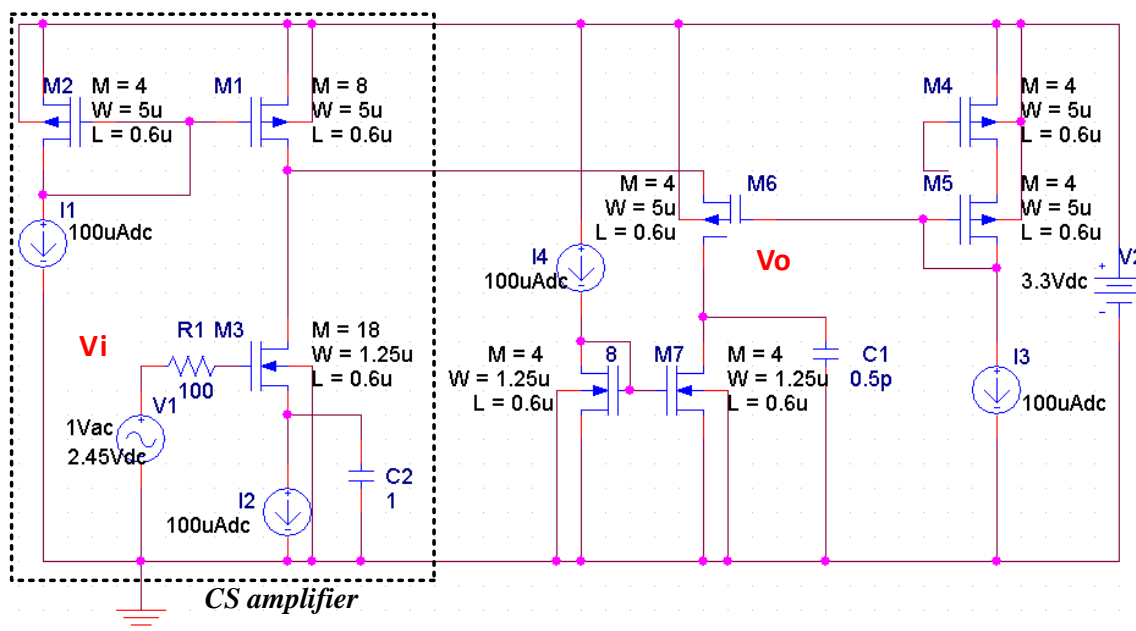 M2
M = 4
W = 5u
L = 0.6u
M1
M = 8
W = 5u
L = 0.6u
M4
M = 4
W = 5u
L = 0.6u
M = 4
W = 5u
L = 0.6u
M6
M5
M = 4
W = 5u
L = 0.6u
I1
100uAdc
Vo
I4
100uAdc
V2
3.3Vdc
Vi
R1
100
M3
M = 18
W = 1.25u
L = 0.6u
V1
1Vac
2.45Vdc
M = 4
W = 1.25u
L = 0.6u
8
M7
M = 4
W = 1.25u
L = 0.6u
C1
0.5p
I3
100uAdc
I2
100uAdc
C2
1
CS amplifier